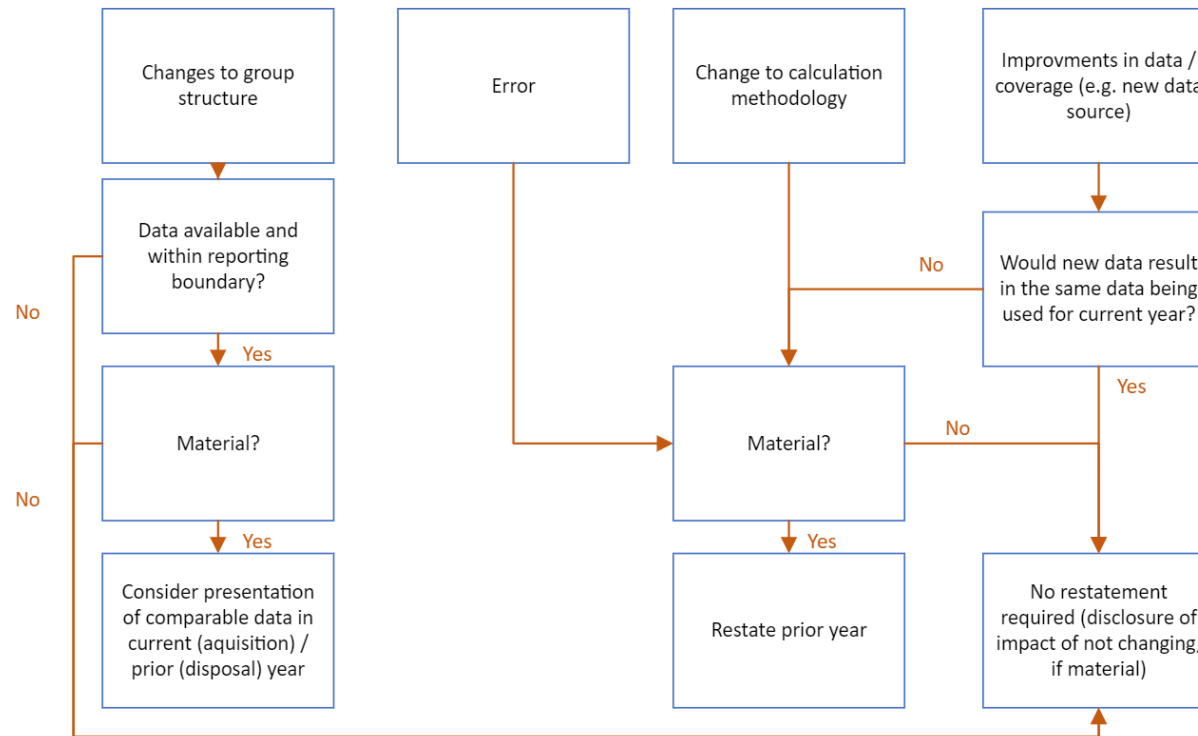 Changes to group
structure
Error
Change to calculation
methodology
Improvments in data /
coverage (e.g. new data
source)
Data available and
within reporting
boundary?
No
Would new data result
in the same data being
used for current year?
No
Yes
Yes
Material?
Material?
No
No
Yes
Yes
Consider presentation
of comparable data in
current (aquisition) /
prior (disposal) year
Restate prior year
No restatement
required (disclosure of
impact of not changing,
if material)